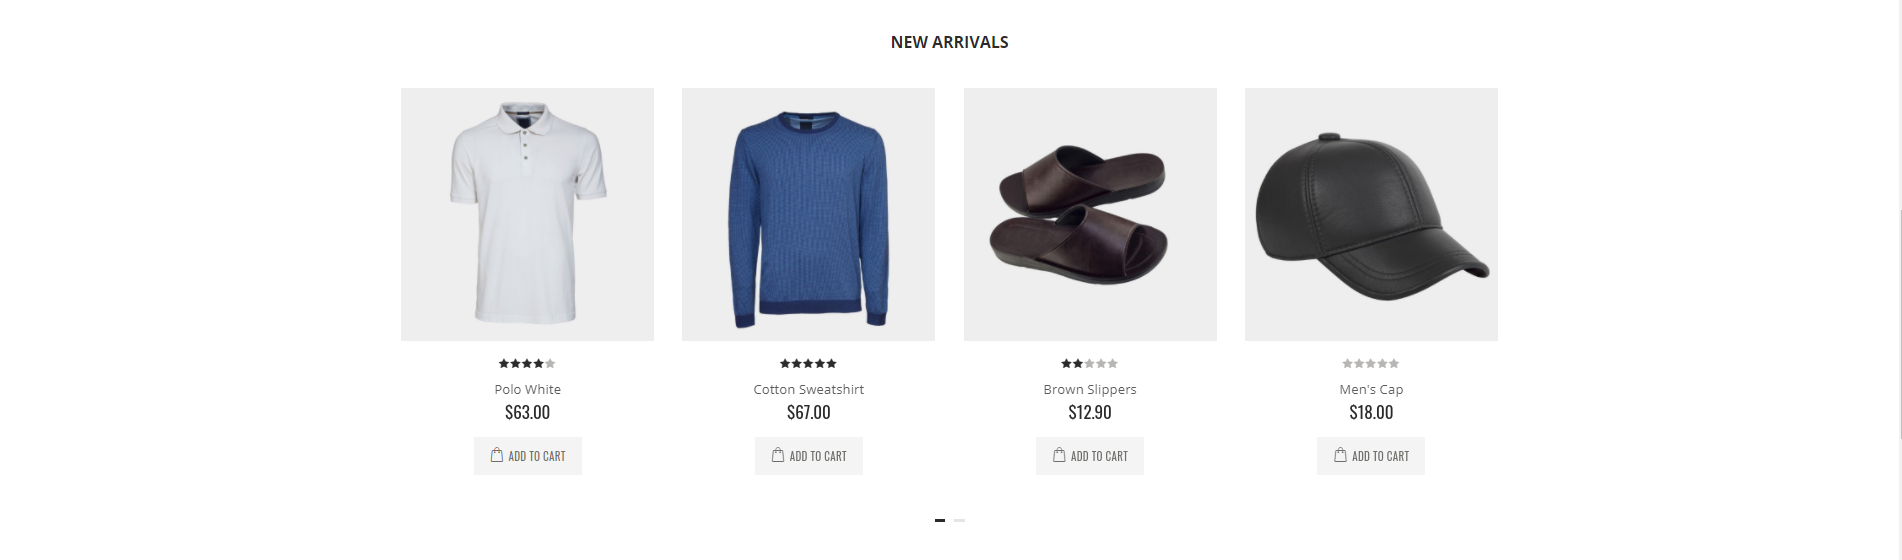 NEW ARRIVALS
Polo White
$63.00
ADD TO CART
Cotton Sweatshirt
$67.00
ADD TO CART
Brown Slippers
$12.90
ADD TO CART
Men's Cap
$18.00
ADD TO CART